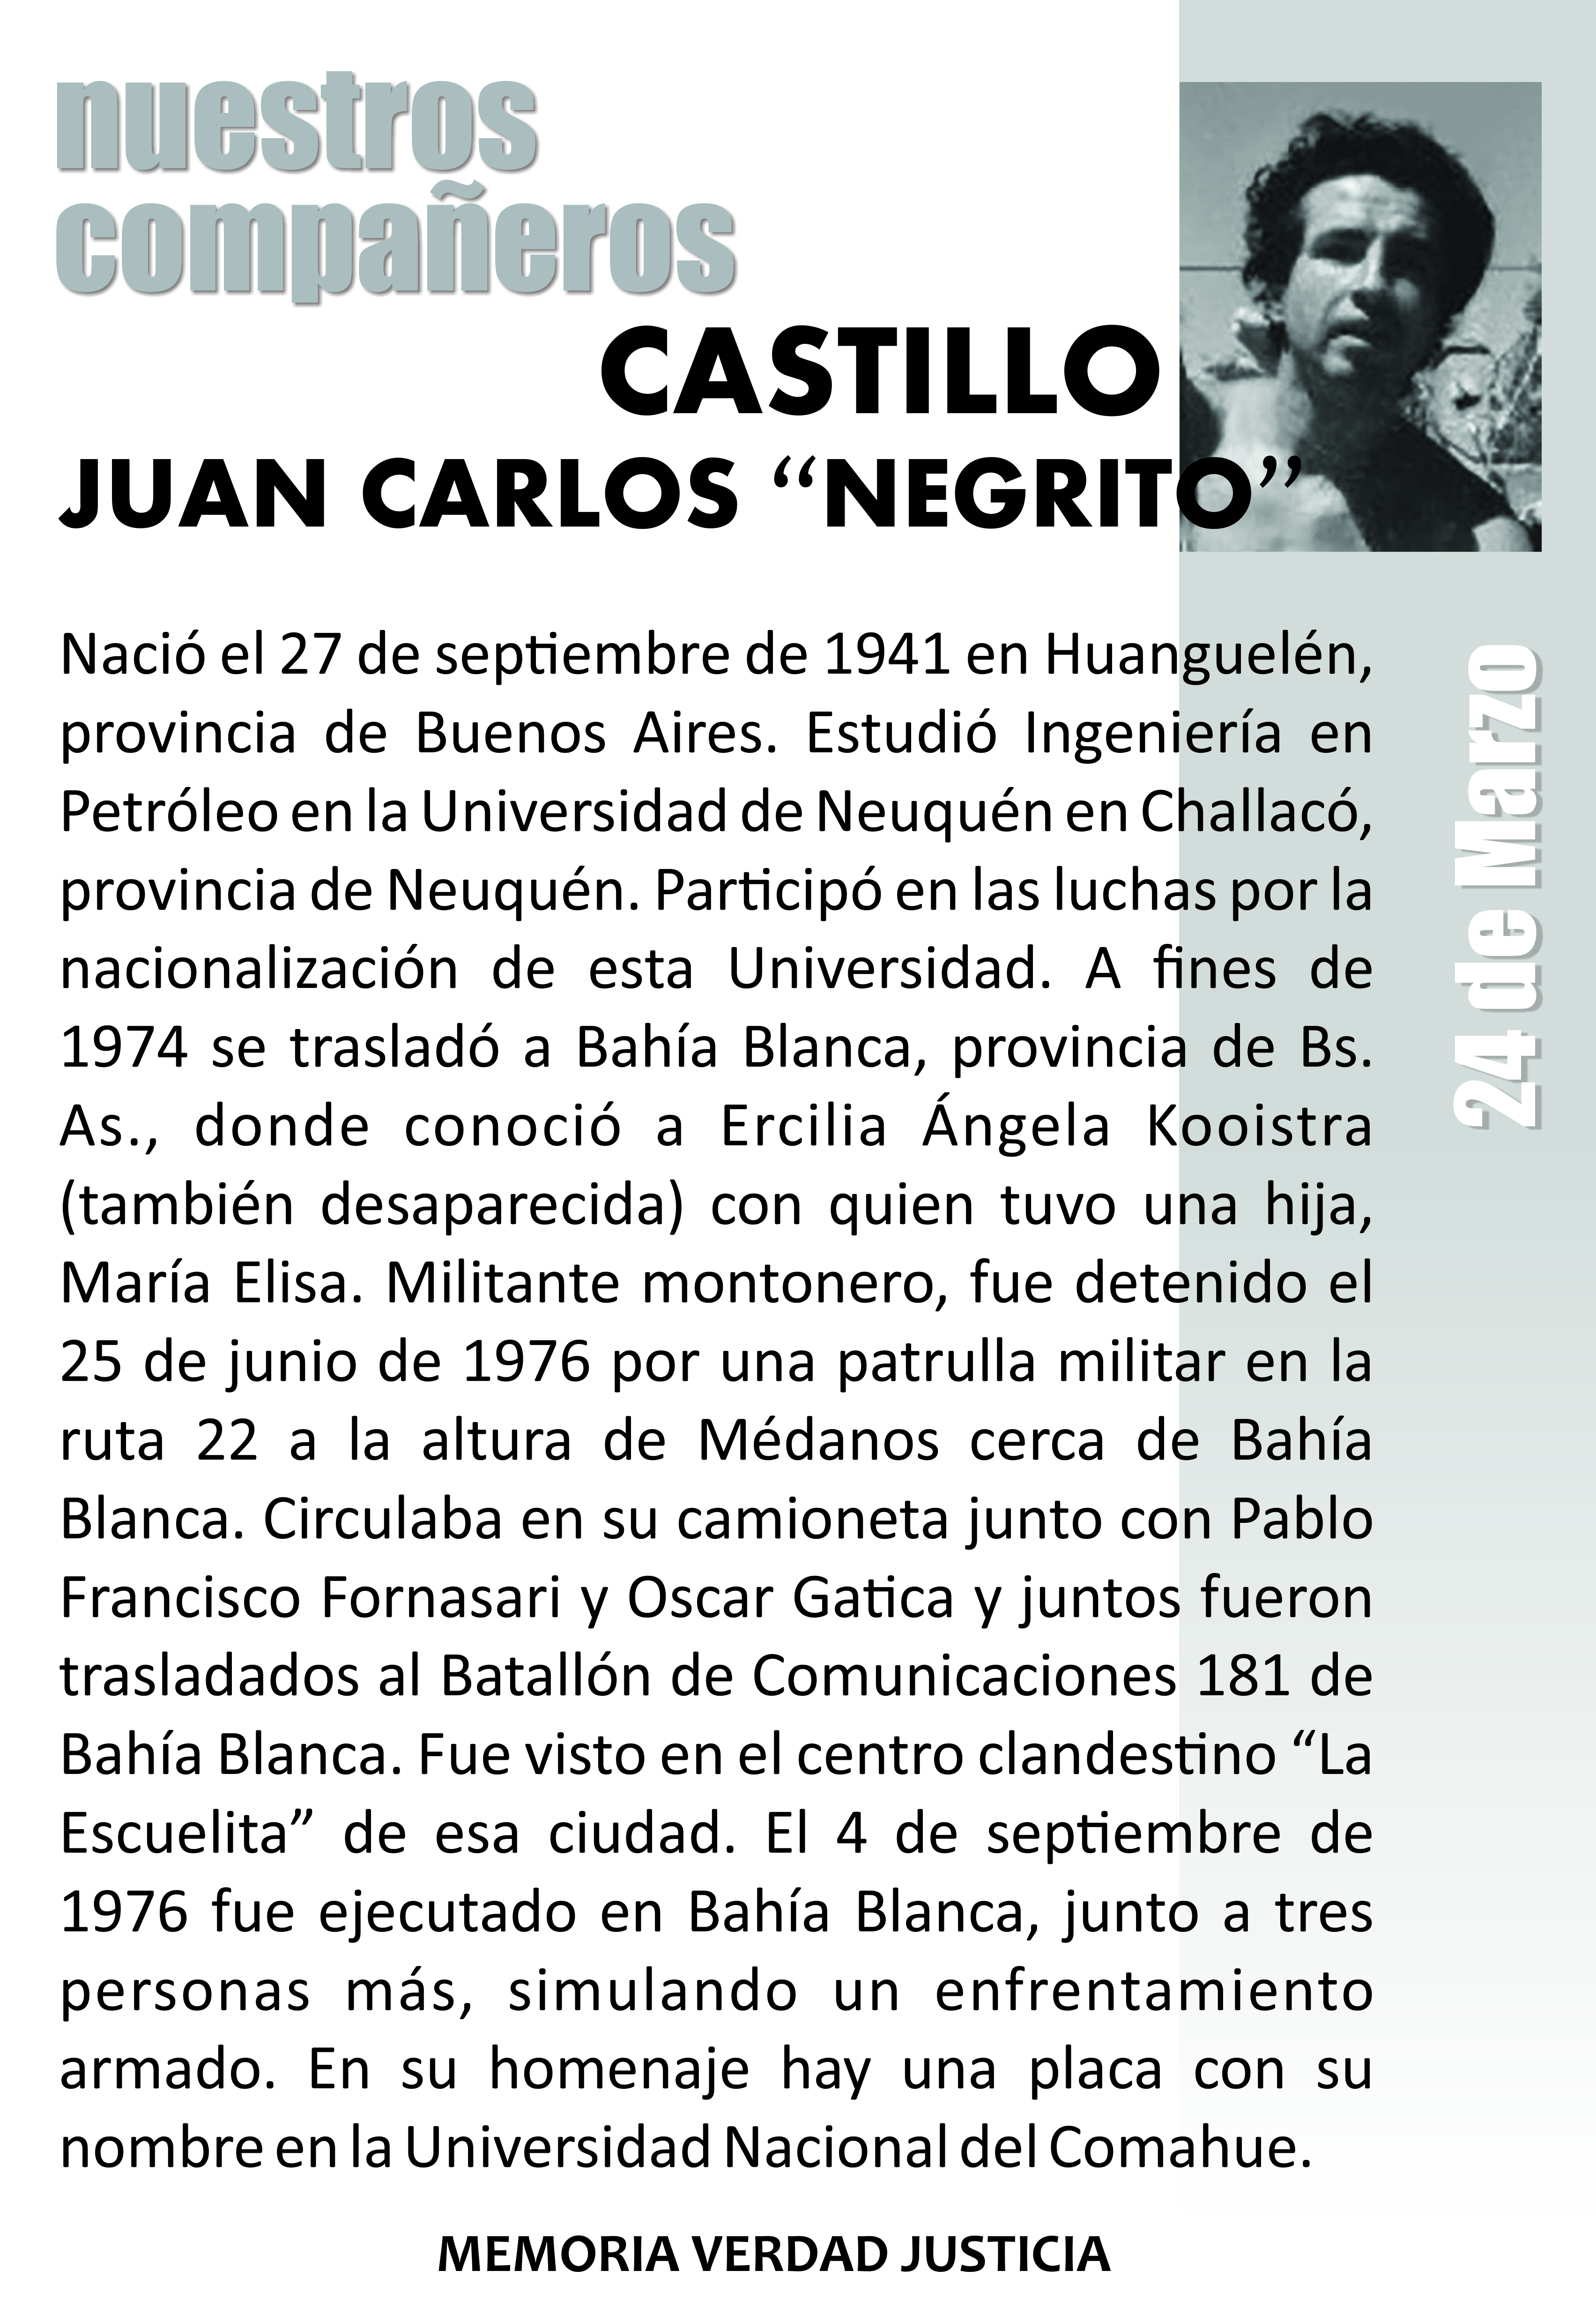 nuestros
compañeros
CASTILLO
JUAN CARLOS “NEGRITO”
Nació el 27 de septiembre de 1941 en Huanguelén,
provincia de Buenos Aires. Estudió Ingeniería en
Petróleo en la Universidad de Neuquén en Challacó,
provincia de Neuquén. Participó en las luchas por la
nacionalización de esta Universidad. A fines de
1974 se trasladó a Bahía Blanca, provincia de Bs.
As., donde conoció a Ercilia Ángela Kooistra
(también desaparecida) con quien tuvo una hija,
María Elisa. Militante montonero, fue detenido el
25 de junio de 1976 por una patrulla militar en la
ruta 22 a la altura de Médanos cerca de Bahía
Blanca. Circulaba en su camioneta junto con Pablo
Francisco Fornasari y Oscar Gatica y juntos fueron
trasladados al Batallón de Comunicaciones 181 de
Bahía Blanca. Fue visto en el centro clandestino “La
Escuelita” de esa ciudad. El 4 de septiembre de
1976 fue ejecutado en Bahía Blanca, junto a tres
personas más, simulando un enfrentamiento
armado. En su homenaje hay una placa con su
nombre en la Universidad Nacional del Comahue.
24 de Marzo
MEMORIA VERDAD JUSTICIA